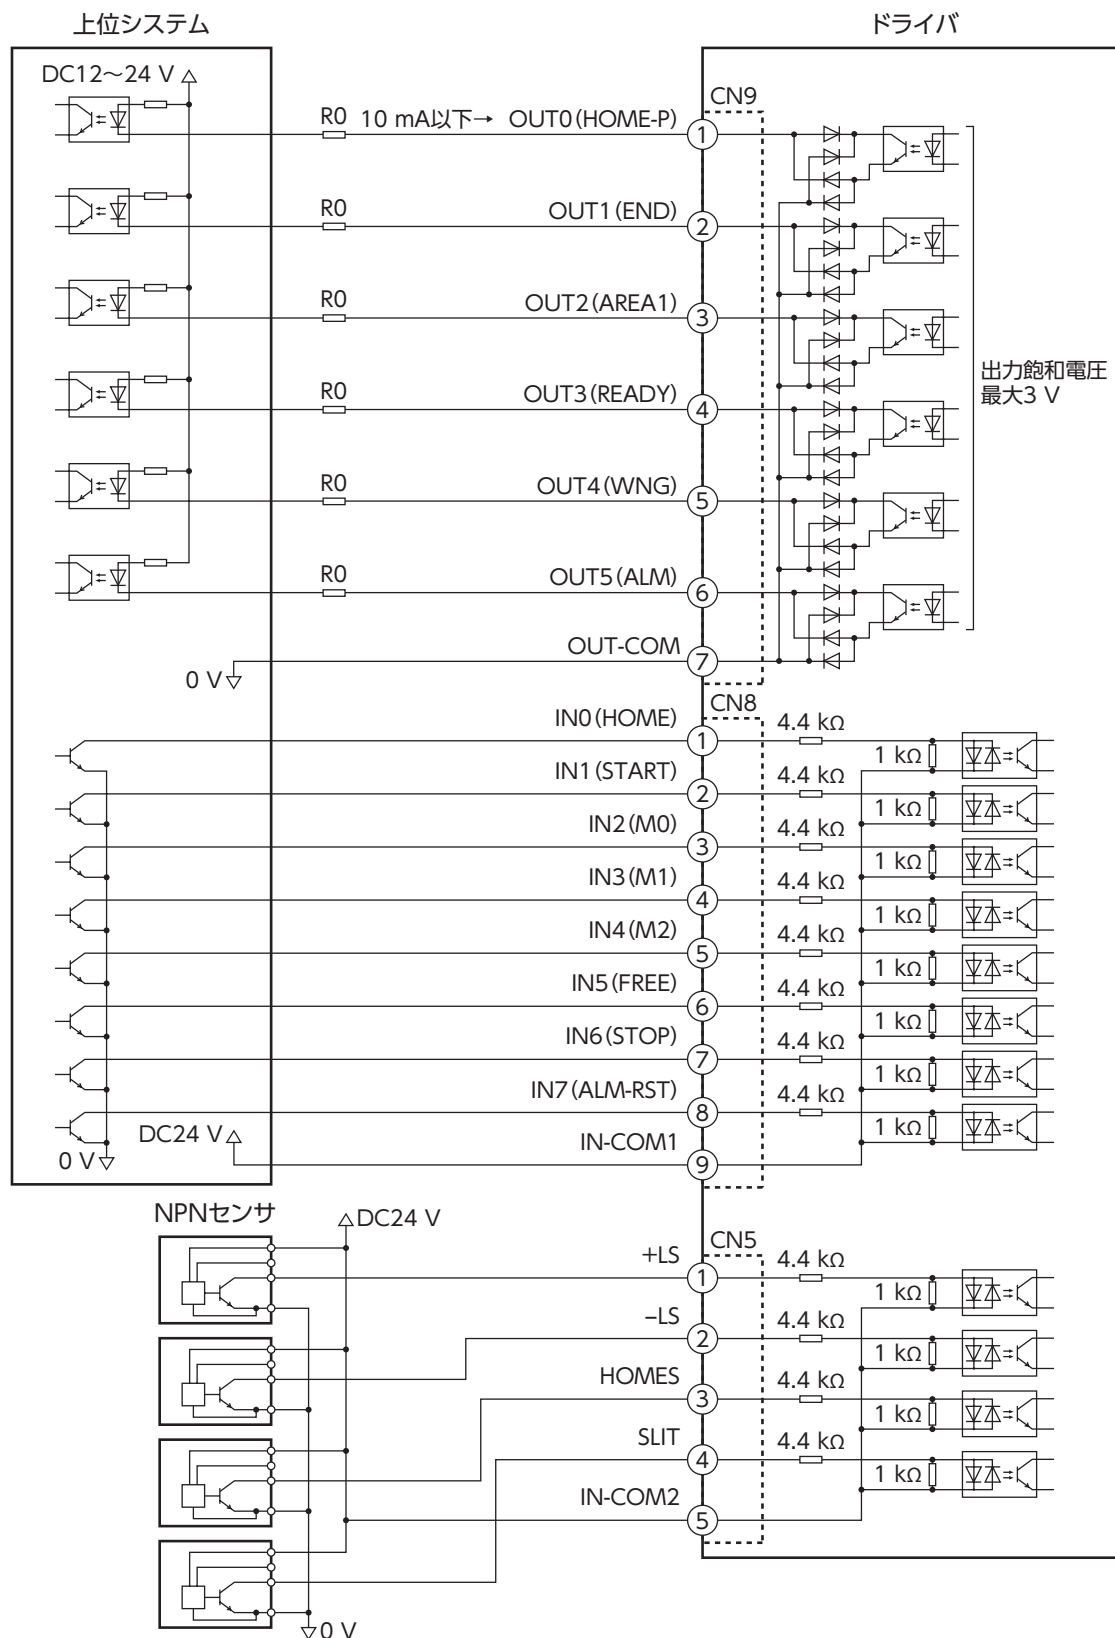 上位システム
ドライバ
DC12～24 V
CN9
R0 10 mA以下→ OUT0(HOME-P) 1
R0 OUT1(END) 2
R0 OUT2(AREA1) 3
出力飽和電圧
最大3 V
R0 OUT3(READY) 4
R0 OUT4(WNG) 5
R0 OUT5(ALM) 6
OUT-COM 7
0 V
CN8
IN0(HOME) 1 4.4 kΩ 1 kΩ
IN1(START) 2 4.4 kΩ 1 kΩ
IN2(M0) 3 4.4 kΩ 1 kΩ
IN3(M1) 4 4.4 kΩ 1 kΩ
IN4(M2) 5 4.4 kΩ 1 kΩ
IN5(FREE) 6 4.4 kΩ 1 kΩ
IN6(STOP) 7 4.4 kΩ 1 kΩ
IN7(ALM-RST) 8 4.4 kΩ 1 kΩ
DC24 V
IN-COM1 9
0 V
NPNセンサ
DC24 V
CN5
+LS 1 4.4 kΩ 1 kΩ
−LS 2 4.4 kΩ 1 kΩ
HOMES 3 4.4 kΩ 1 kΩ
SLIT 4 4.4 kΩ 1 kΩ
IN-COM2 5
0 V